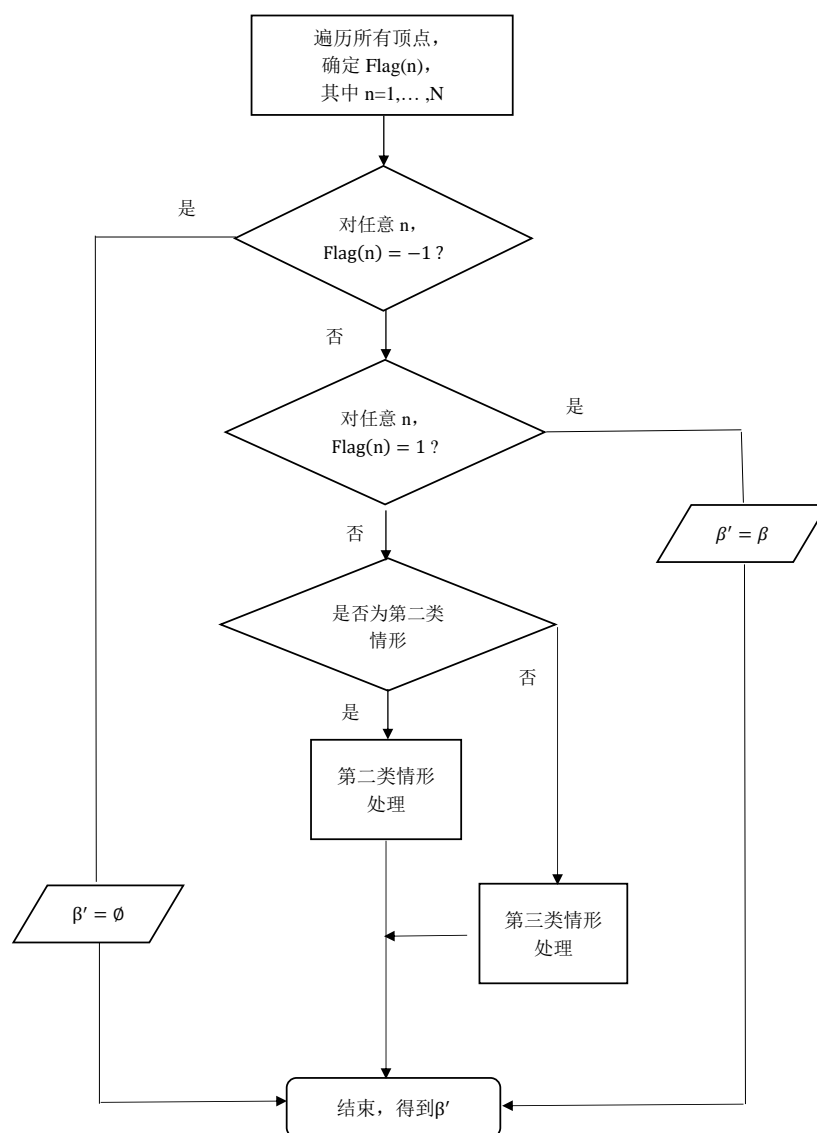 遍历所有顶点，
确定 Flag(n)，
其中 n=1,… ,N
是
对任意 n，
Flag(n) = −1 ?
否
对任意 n，
Flag(n) = 1 ?
是
β′ = β
否
是否为第二类
情形
否
是
第二类情形
处理
β′ = ∅
第三类情形
处理
结束，得到β′